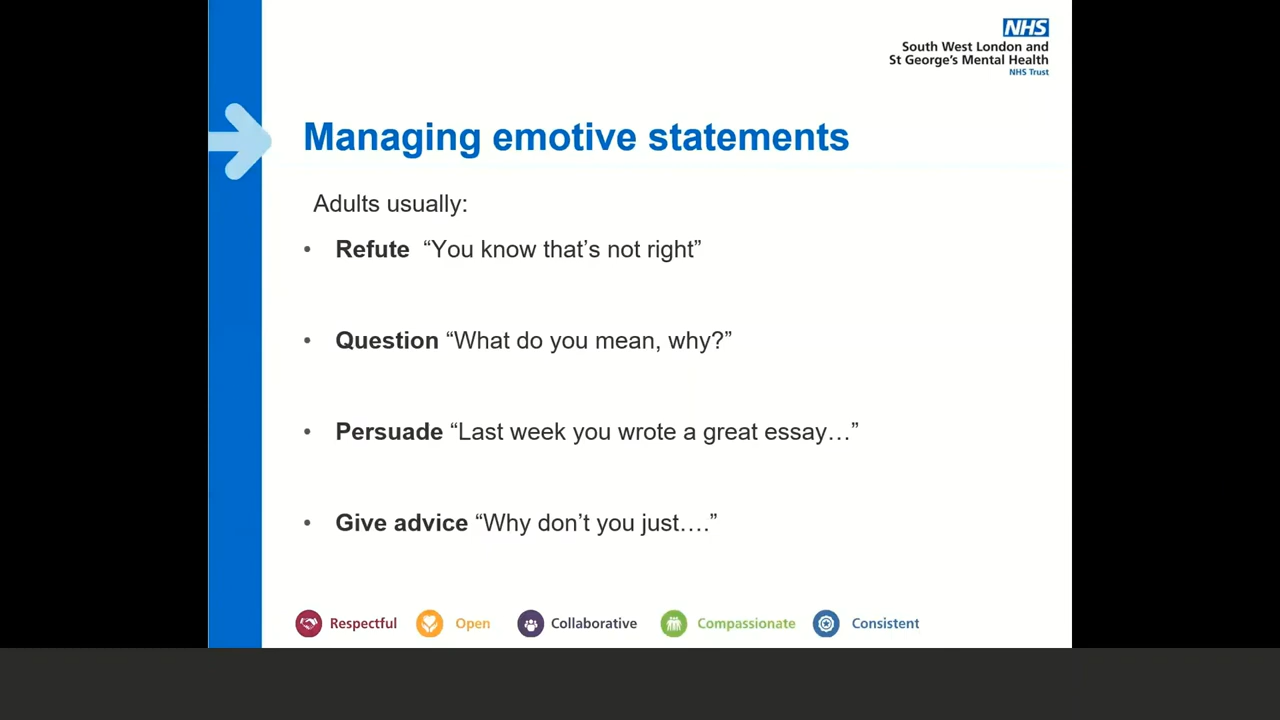 NHS
South West London and
St George's Mental Health
NHS Trust
Managing emotive statements
Adults usually:
• Refute “You know that’s not right”
• Question “What do you mean, why?”
• Persuade “Last week you wrote a great essay…”
• Give advice “Why don’t you just….”
Respectful Open Collaborative Compassionate Consistent